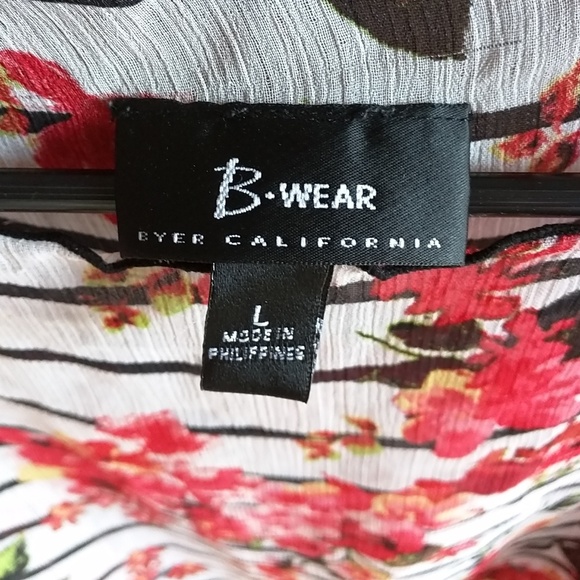 B•WEAR
BYER CALIFORNIA
L
MADE IN
PHILIPPINES